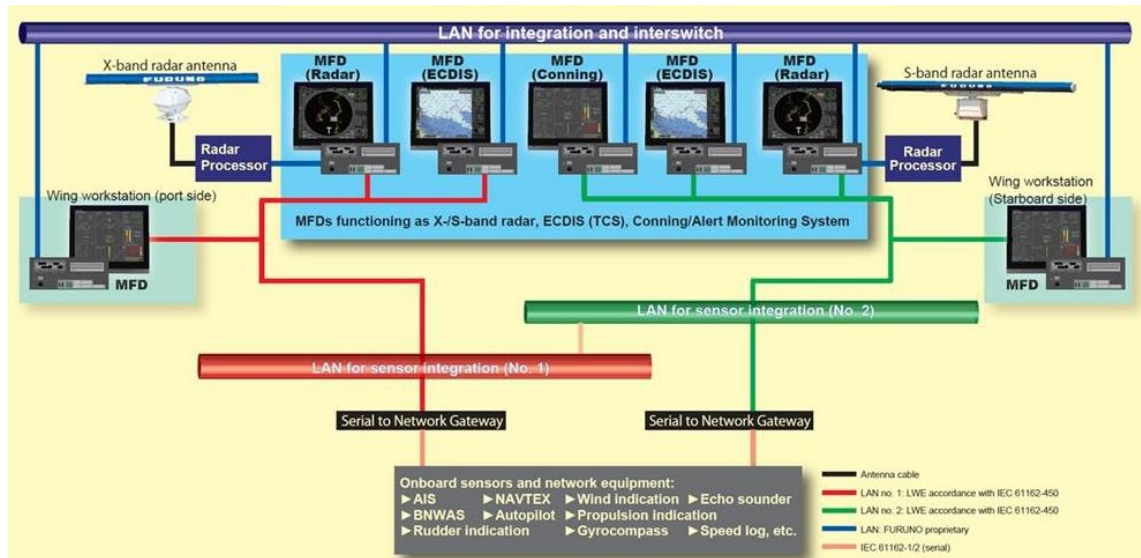 LAN for integration and interswitch
X-band radar antenna
FURUNO
MFD
(Radar)
MFD
(ECDIS)
MFD
(Conning)
MFD
(ECDIS)
MFD
(Radar)
S-band radar antenna
FURUNO
Radar
Processor
Radar
Processor
Wing workstation (port side)
MFD
Wing workstation
(Starboard side)
MFD
MFDs functioning as X-/S-band radar, ECDIS (TCS), Conning/Alert Monitoring System
LAN for sensor integration (No. 2)
LAN for sensor integration (No. 1)
Serial to Network Gateway
Serial to Network Gateway
Onboard sensors and network equipment:
►AIS ►NAVTEX ►Wind indication ►Echo sounder
►BNWAS ►Autopilot ►Propulsion indication
►Rudder indication ►Gyrocompass ►Speed log, etc.
Antenna cable
LAN no. 1: LWE accordance with IEC 61162-450
LAN no. 2: LWE accordance with IEC 61162-450
LAN: FURUNO proprietary
IEC 61162-1/2 (serial)